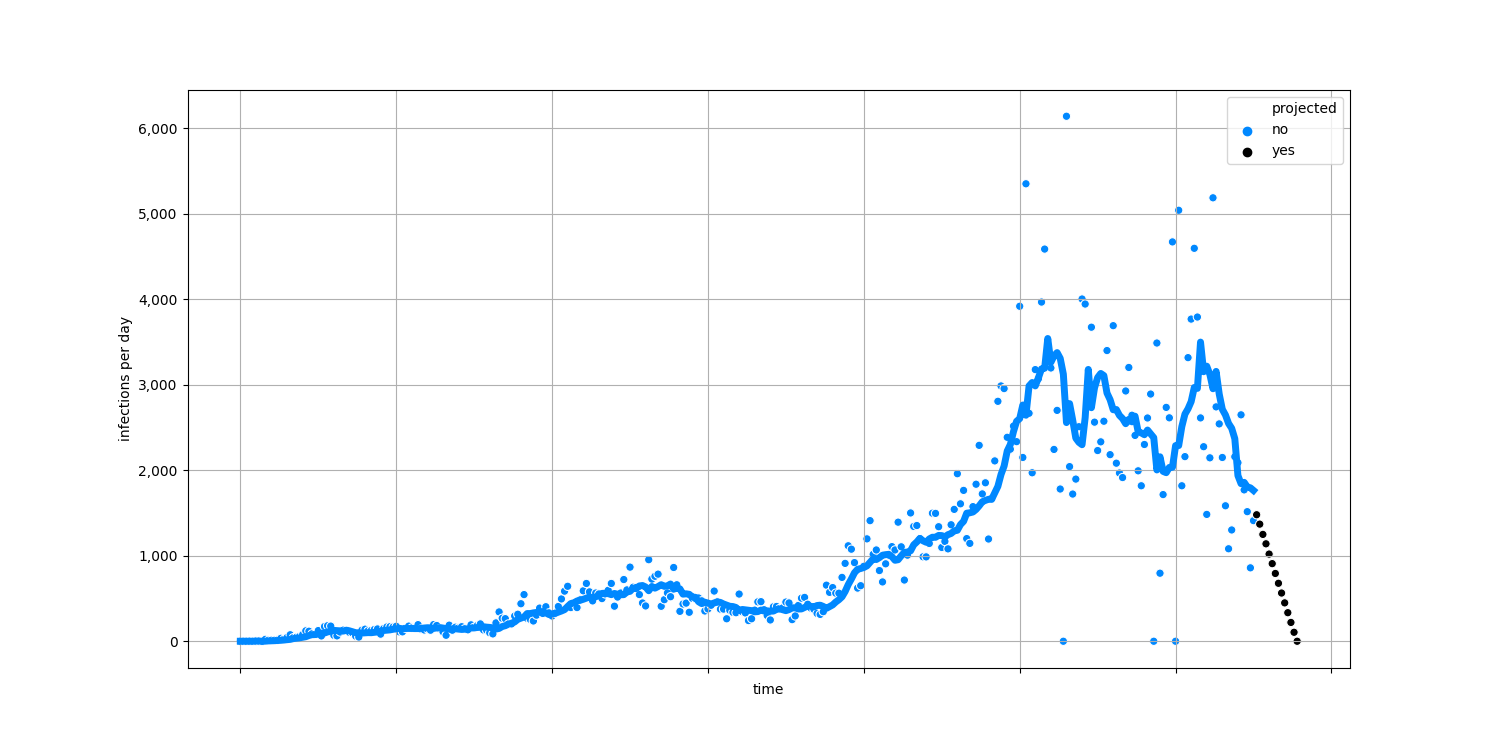 projected
no
yes
6,000
5,000
4,000
3,000
2,000
1,000
0
infections per day
time